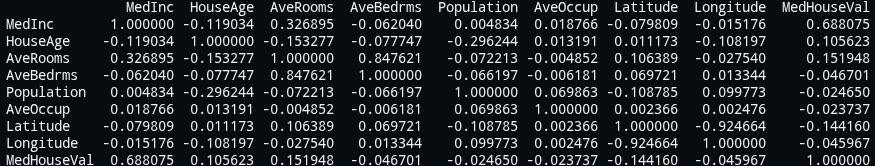 MedInc HouseAge AveRooms AveBedrms Population AveOccup Latitude Longitude MedHouseVal
MedInc 1.000000 -0.119034 0.326895 -0.062040 0.004834 0.018766 -0.079809 -0.015176 0.688075
HouseAge -0.119034 1.000000 -0.153277 -0.077747 -0.296244 0.013191 0.011173 -0.108197 0.105623
AveRooms 0.326895 -0.153277 1.000000 0.847621 -0.072213 -0.004852 0.106389 -0.027540 0.151948
AveBedrms -0.062040 -0.077747 0.847621 1.000000 -0.066197 -0.006181 0.069721 0.013344 -0.046701
Population 0.004834 -0.296244 -0.072213 -0.066197 1.000000 0.069863 -0.108785 0.099773 -0.024650
AveOccup 0.018766 0.013191 -0.004852 -0.006181 0.069863 1.000000 0.002366 0.002476 -0.023737
Latitude -0.079809 0.011173 0.106389 0.069721 -0.108785 0.002366 1.000000 -0.924664 -0.144160
Longitude -0.015176 -0.108197 -0.027540 0.013344 0.099773 0.002476 -0.924664 1.000000 -0.045967
MedHouseVal 0.688075 0.105623 0.151948 -0.046701 -0.024650 -0.023737 -0.144160 -0.045967 1.000000